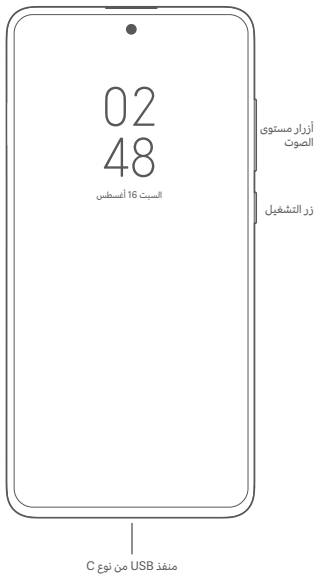 02
48
السبت 16 أغسطس
أزرار مستوى
الصوت
زر التشغيل
منفذ USB من نوع C